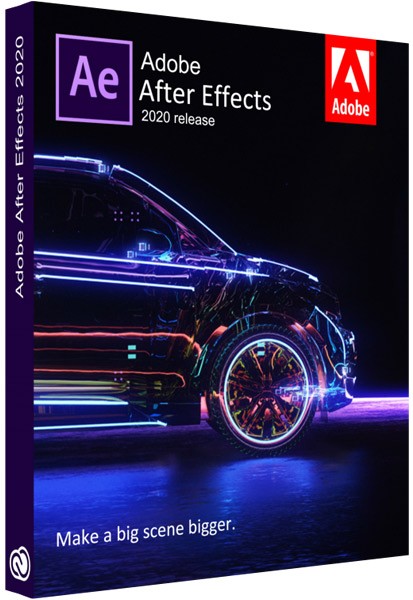 Adobe After Effects 2020
Ae
Adobe
After Effects
2020 release
Adobe
Make a big scene bigger.